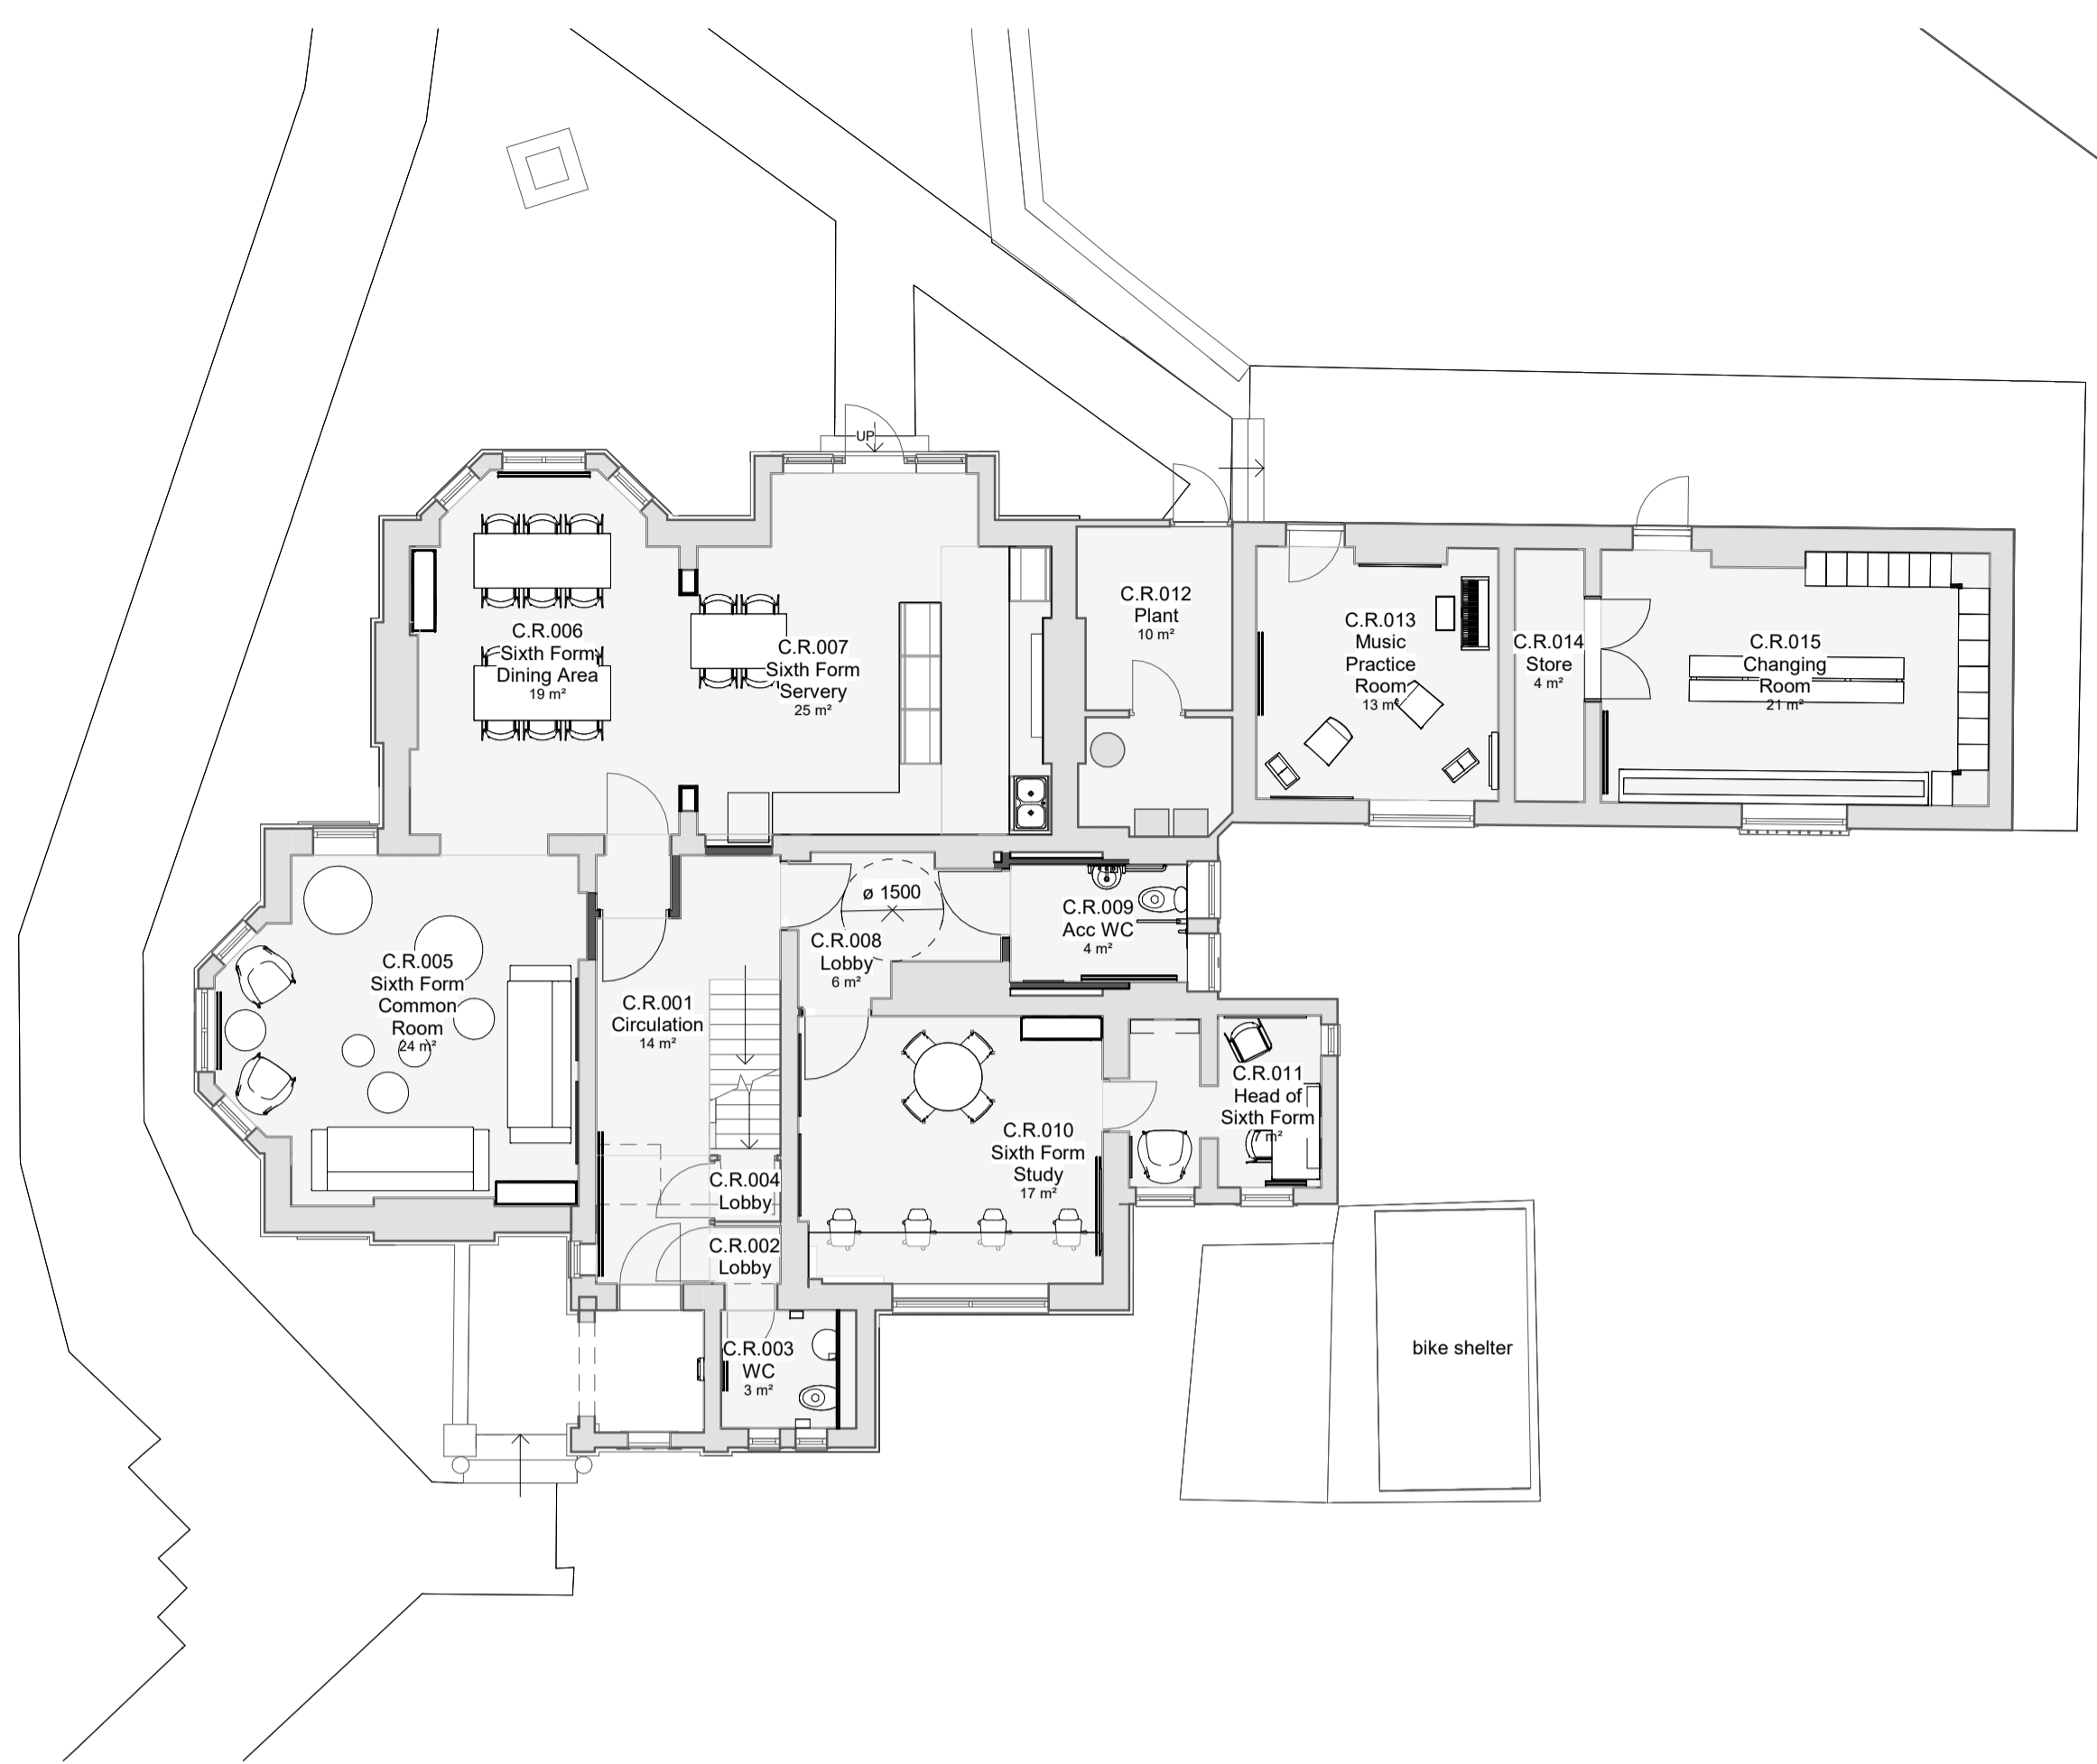 UP
C.R.006
Sixth Form
Dining Area
19 m²
C.R.007
Sixth Form
Servery
25 m²
C.R.012
Plant
10 m²
C.R.013
Music
Practice
Room
13 m²
C.R.014
Store
4 m²
C.R.015
Changing
Room
21 m²
ø 1500
C.R.009
Acc WC
4 m²
C.R.008
Lobby
6 m²
C.R.005
Sixth Form
Common
Room
24 m²
C.R.001
Circulation
14 m²
C.R.011
Head of
Sixth Form
7 m²
C.R.010
Sixth Form
Study
17 m²
C.R.004
Lobby
C.R.002
Lobby
C.R.003
WC
3 m²
bike shelter